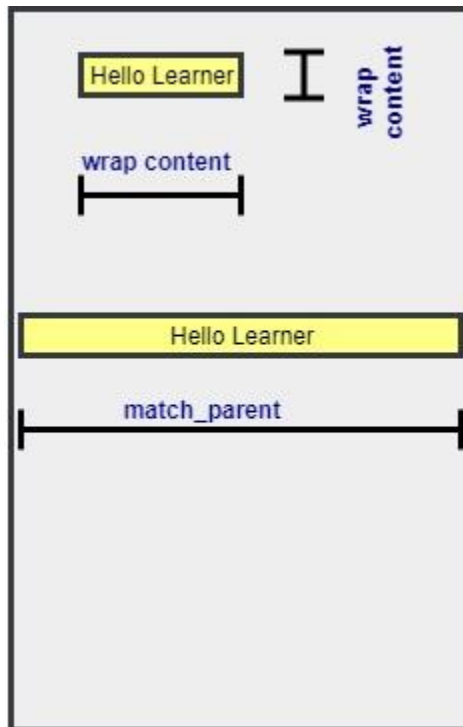 Hello Learner
wrap
content
wrap content
Hello Learner
match_parent